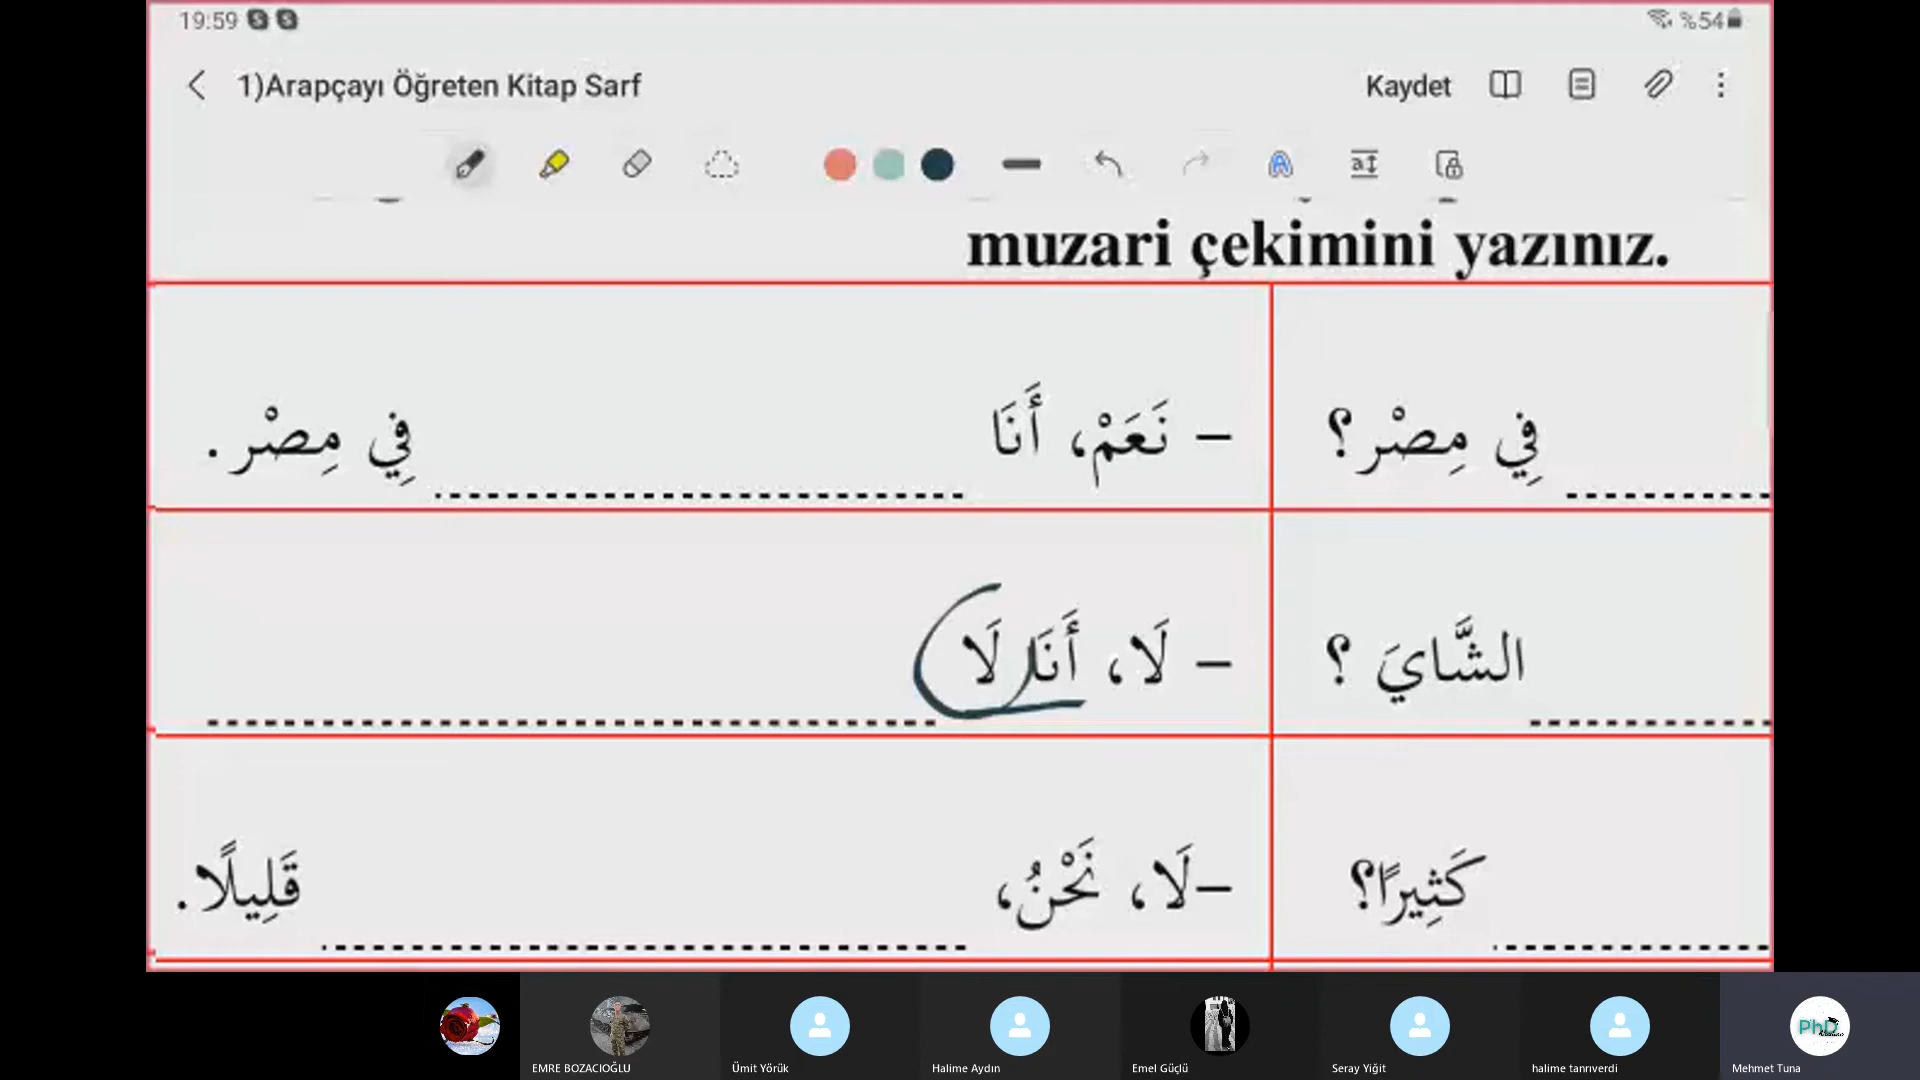 19:59
%54
1)Arapçayı Öğreten Kitap Sarf
Kaydet
muzari çekimini yazınız.
فِي مِصْر؟
– نَعَمْ، أَنَا ........ فِي مِصْر.
الشَّايَ ؟
– لَا، أَنَا لَا ........
كَثِيرًا؟
–لَا، نَحْنُ، ........ قَلِيلًا.
EMRE BOZACIOĞLU
Ümit Yörük
Halime Aydın
Emel Güçlü
Seray Yiğit
halime tanrıverdi
PhD
Mehmet Tuna